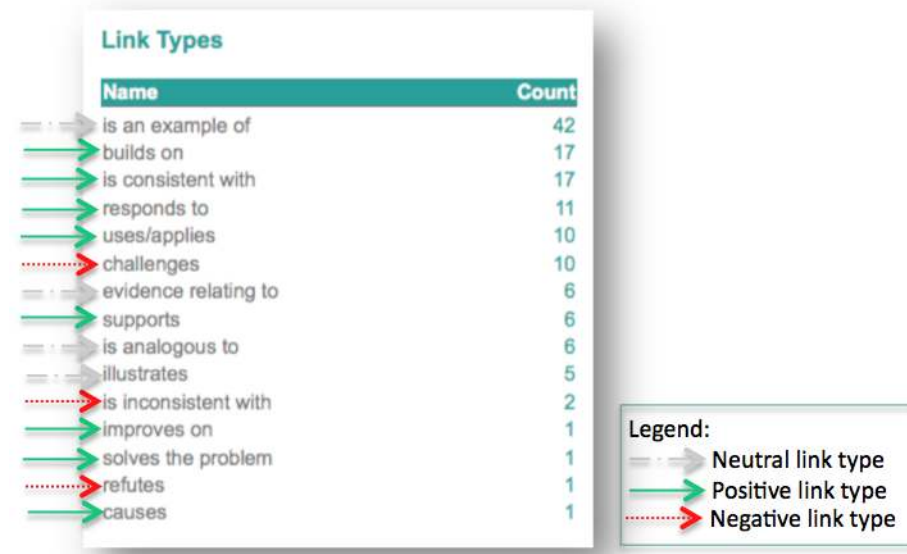 Link Types
Name Count
is an example of 42
builds on 17
is consistent with 17
responds to 11
uses/applies 10
challenges 10
evidence relating to 6
supports 6
is analogous to 6
illustrates 5
is inconsistent with 2
improves on 1
solves the problem 1
refutes 1
causes 1
Legend:
Neutral link type
Positive link type
Negative link type